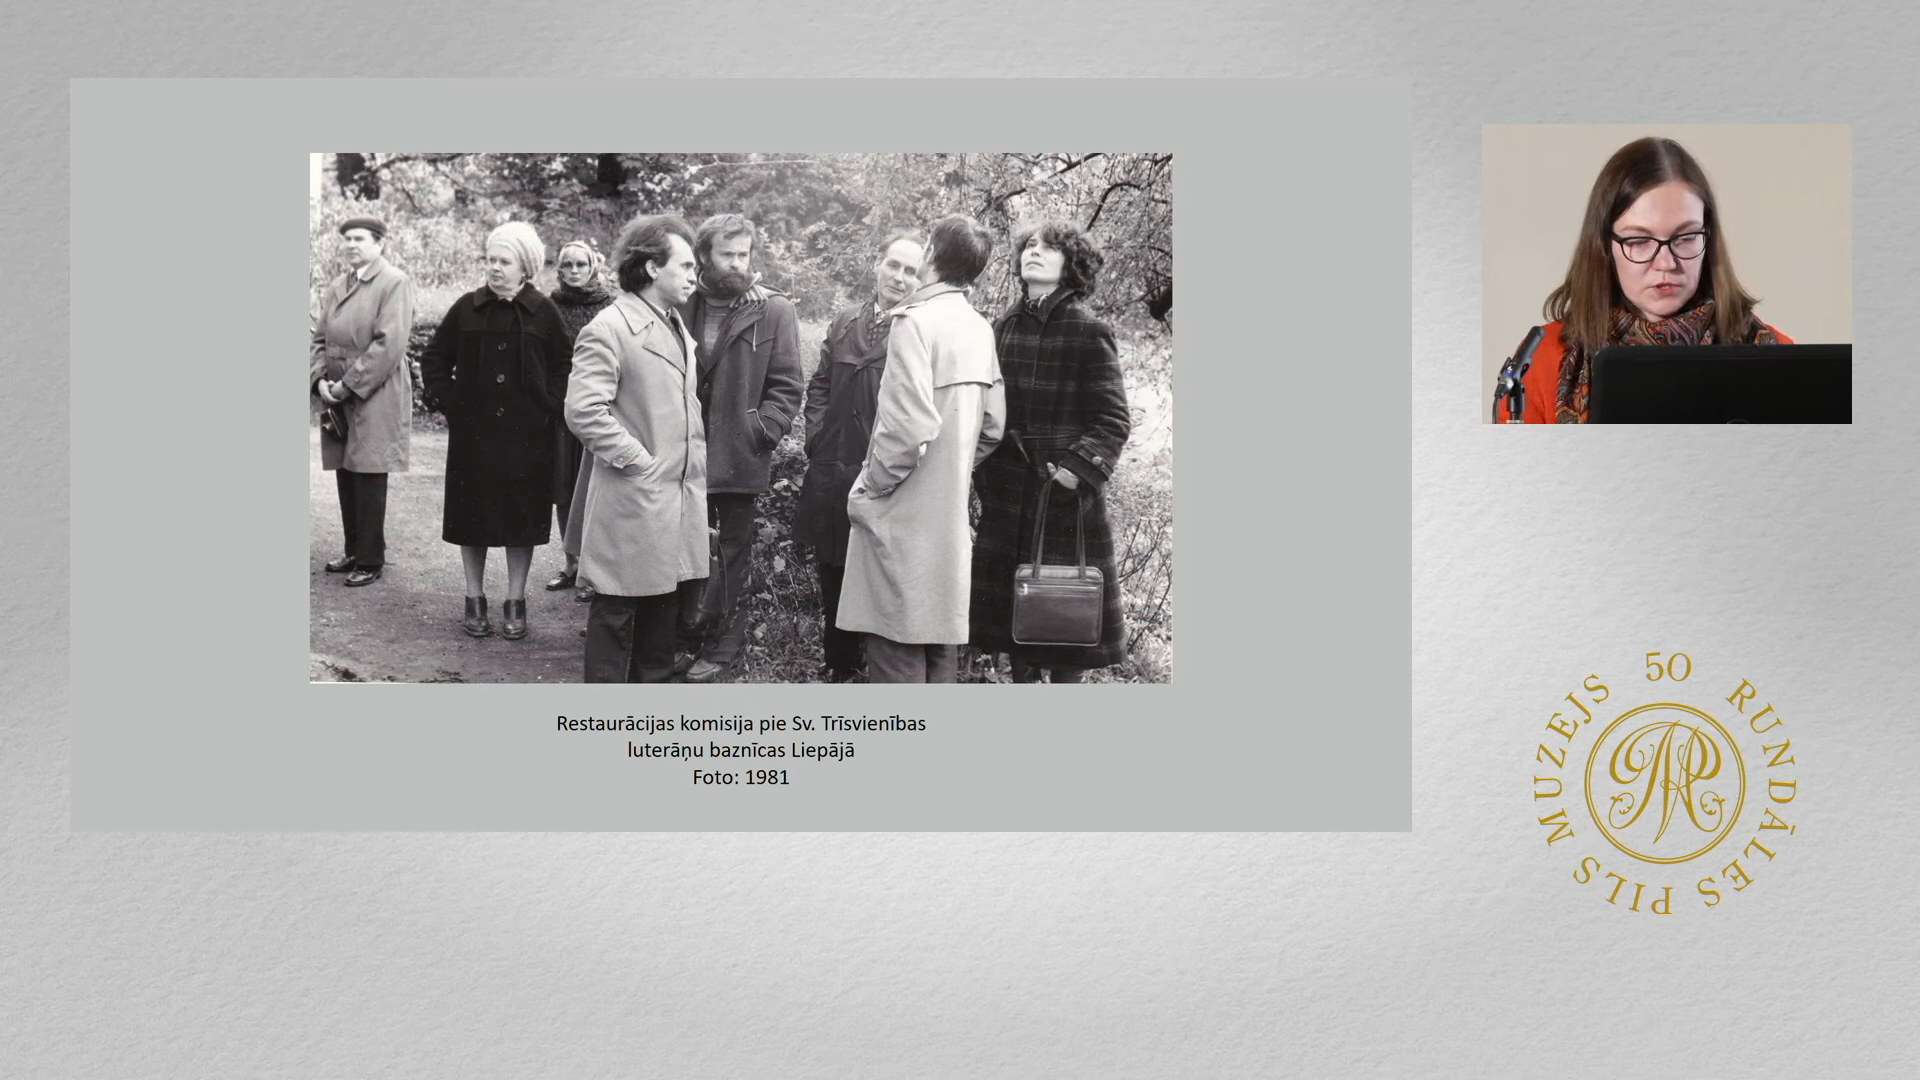 Restaurācijas komisija pie Sv. Trīsvienības
luterāņu baznīcas Liepājā
Foto: 1981
50
RUNDĀLES PILS MUZEJS